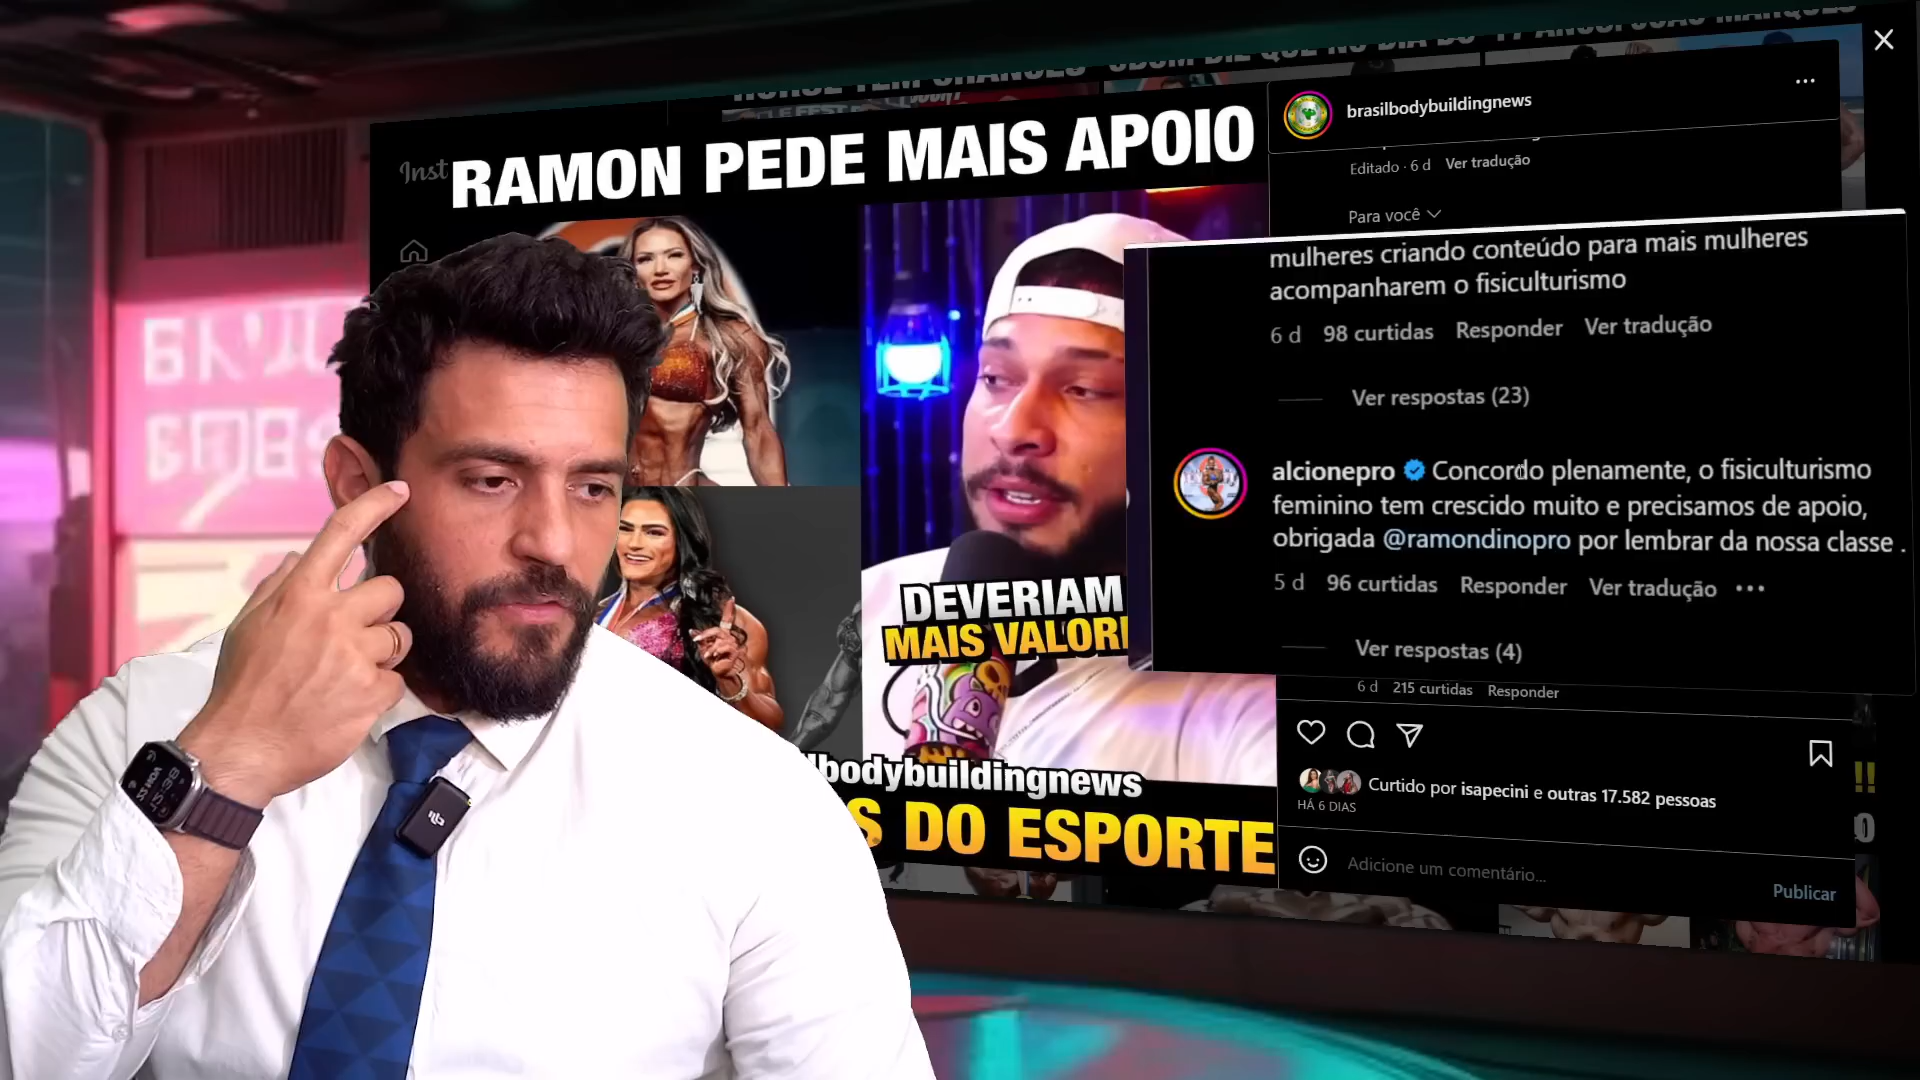 Inst
RAMON PEDE MAIS APOIO
DEVERIAM
MAIS
lbodybuildingnews
S DO ESPORTE
brasilbodybuildingnews
Editado · 6 d Ver tradução
Para você
mulheres criando conteúdo para mais mulheres
acompanharem o fisiculturismo
6 d 98 curtidas Responder Ver tradução
Ver respostas (23)
alcionepro Concordo plenamente, o fisiculturismo
feminino tem crescido muito e precisamos de apoio,
obrigada @ramondinopro por lembrar da nossa classe .
5 d 96 curtidas Responder Ver tradução
Ver respostas (4)
6 d 215 curtidas Responder
Curtido por isapecini e outras 17.582 pessoas
HÁ 6 DIAS
Adicione um comentário...
Publicar
!!